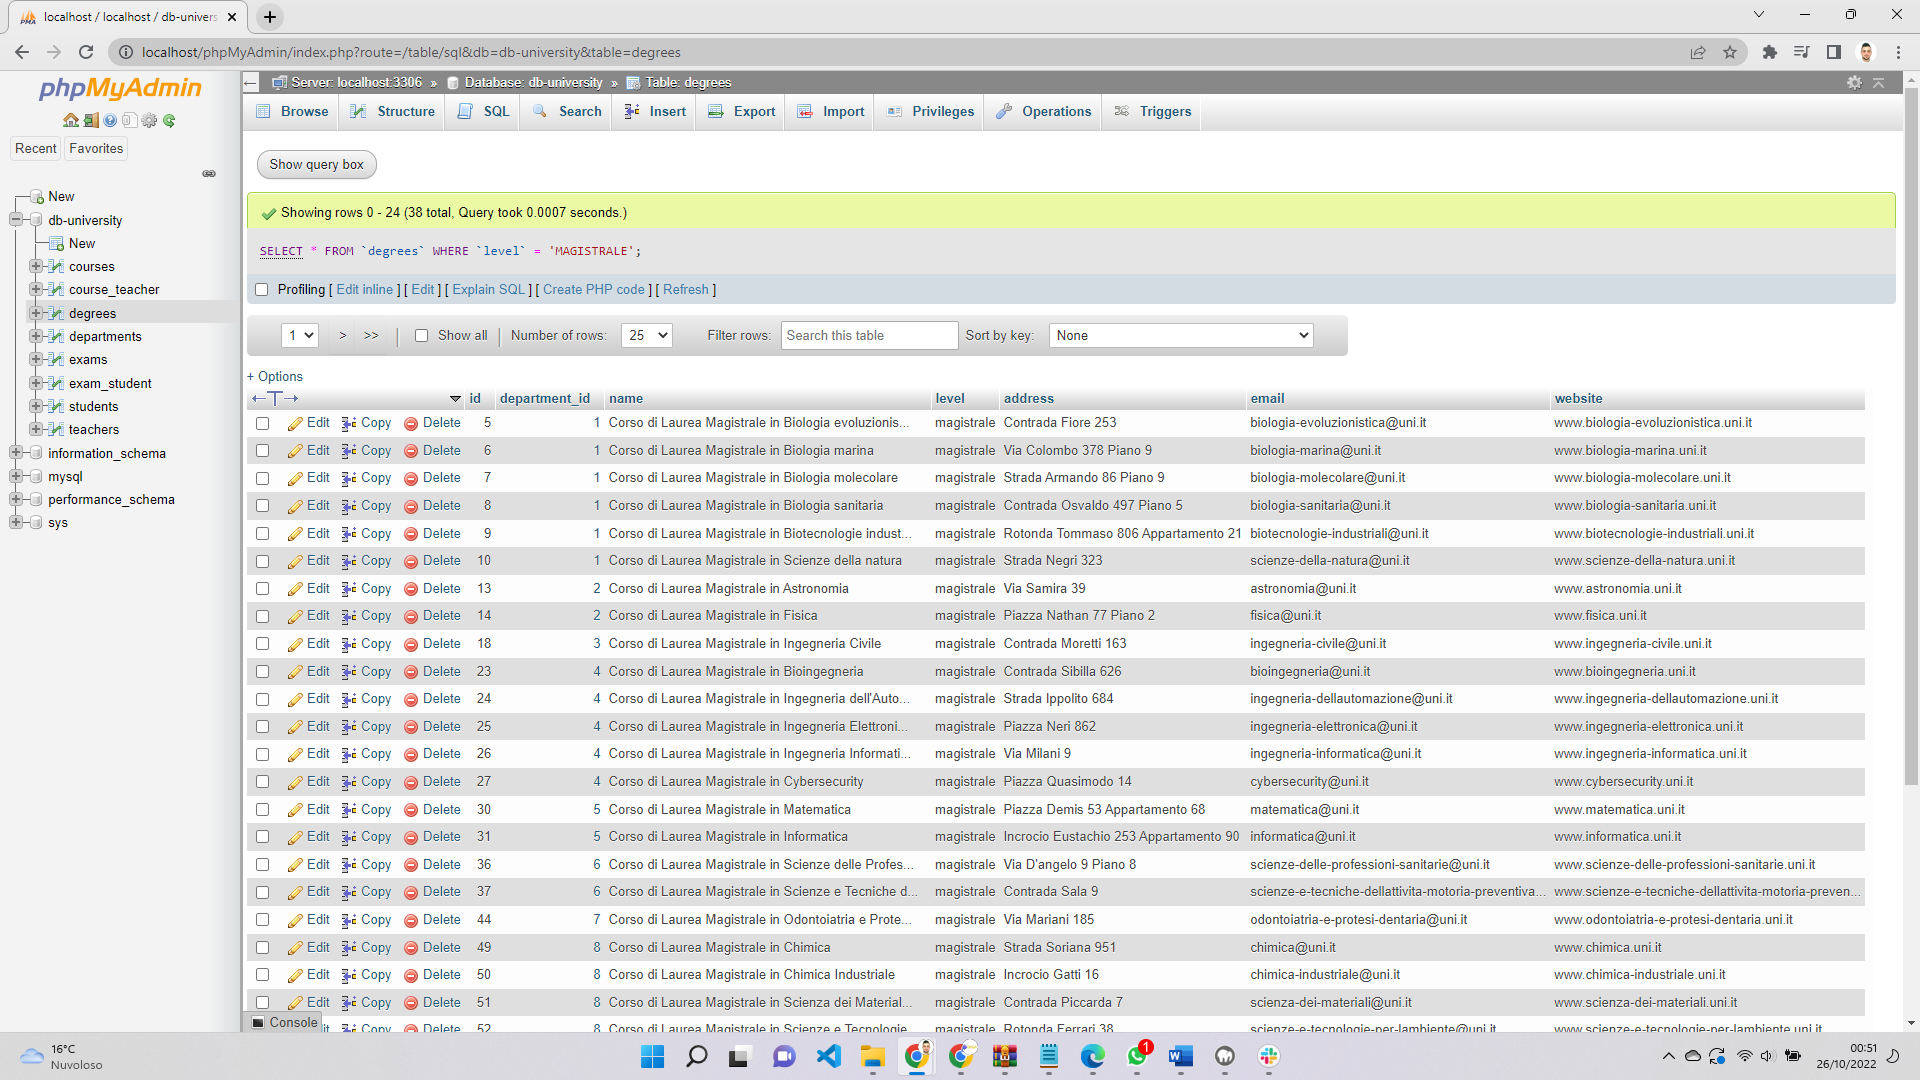 localhost / localhost / db-univers
localhost/phpMyAdmin/index.php?route=/table/sql&db=db-university&table=degrees
phpMyAdmin
Recent Favorites
New
db-university
New
courses
course_teacher
degrees
departments
exams
exam_student
students
teachers
information_schema
mysql
performance_schema
sys
Server: localhost:3306 » Database: db-university » Table: degrees
Browse Structure SQL Search Insert Export Import Privileges Operations Triggers
Show query box
Showing rows 0 - 24 (38 total, Query took 0.0007 seconds.)
SELECT * FROM `degrees` WHERE `level` = 'MAGISTRALE';
Profiling [ Edit inline ] [ Edit ] [ Explain SQL ] [ Create PHP code ] [ Refresh ]
1 > >> Show all Number of rows: 25 Filter rows: Search this table Sort by key: None
+ Options
id department_id name level address email website
Edit Copy Delete 5 1 Corso di Laurea Magistrale in Biologia evoluzionis... magistrale Contrada Fiore 253 biologia-evoluzionistica@uni.it www.biologia-evoluzionistica.uni.it
Edit Copy Delete 6 1 Corso di Laurea Magistrale in Biologia marina magistrale Via Colombo 378 Piano 9 biologia-marina@uni.it www.biologia-marina.uni.it
Edit Copy Delete 7 1 Corso di Laurea Magistrale in Biologia molecolare magistrale Strada Armando 86 Piano 9 biologia-molecolare@uni.it www.biologia-molecolare.uni.it
Edit Copy Delete 8 1 Corso di Laurea Magistrale in Biologia sanitaria magistrale Contrada Osvaldo 497 Piano 5 biologia-sanitaria@uni.it www.biologia-sanitaria.uni.it
Edit Copy Delete 9 1 Corso di Laurea Magistrale in Biotecnologie indust... magistrale Rotonda Tommaso 806 Appartamento 21 biotecnologie-industriali@uni.it www.biotecnologie-industriali.uni.it
Edit Copy Delete 10 1 Corso di Laurea Magistrale in Scienze della natura magistrale Strada Negri 323 scienze-della-natura@uni.it www.scienze-della-natura.uni.it
Edit Copy Delete 13 2 Corso di Laurea Magistrale in Astronomia magistrale Via Samira 39 astronomia@uni.it www.astronomia.uni.it
Edit Copy Delete 14 2 Corso di Laurea Magistrale in Fisica magistrale Piazza Nathan 77 Piano 2 fisica@uni.it www.fisica.uni.it
Edit Copy Delete 18 3 Corso di Laurea Magistrale in Ingegneria Civile magistrale Contrada Moretti 163 ingegneria-civile@uni.it www.ingegneria-civile.uni.it
Edit Copy Delete 23 4 Corso di Laurea Magistrale in Bioingegneria magistrale Contrada Sibilla 626 bioingegneria@uni.it www.bioingegneria.uni.it
Edit Copy Delete 24 4 Corso di Laurea Magistrale in Ingegneria dell'Auto... magistrale Strada Ippolito 684 ingegneria-dellautomazione@uni.it www.ingegneria-dellautomazione.uni.it
Edit Copy Delete 25 4 Corso di Laurea Magistrale in Ingegneria Elettroni... magistrale Piazza Neri 862 ingegneria-elettronica@uni.it www.ingegneria-elettronica.uni.it
Edit Copy Delete 26 4 Corso di Laurea Magistrale in Ingegneria Informati... magistrale Via Milani 9 ingegneria-informatica@uni.it www.ingegneria-informatica.uni.it
Edit Copy Delete 27 4 Corso di Laurea Magistrale in Cybersecurity magistrale Piazza Quasimodo 14 cybersecurity@uni.it www.cybersecurity.uni.it
Edit Copy Delete 30 5 Corso di Laurea Magistrale in Matematica magistrale Piazza Demis 53 Appartamento 68 matematica@uni.it www.matematica.uni.it
Edit Copy Delete 31 5 Corso di Laurea Magistrale in Informatica magistrale Incrocio Eustachio 253 Appartamento 90 informatica@uni.it www.informatica.uni.it
Edit Copy Delete 36 6 Corso di Laurea Magistrale in Scienze delle Profes... magistrale Via D'angelo 9 Piano 8 scienze-delle-professioni-sanitarie@uni.it www.scienze-delle-professioni-sanitarie.uni.it
Edit Copy Delete 37 6 Corso di Laurea Magistrale in Scienze e Tecniche d... magistrale Contrada Sala 9 scienze-e-tecniche-dellattivita-motoria-preventiva... www.scienze-e-tecniche-dellattivita-motoria-preven...
Edit Copy Delete 44 7 Corso di Laurea Magistrale in Odontoiatria e Prote... magistrale Via Mariani 185 odontoiatria-e-protesi-dentaria@uni.it www.odontoiatria-e-protesi-dentaria.uni.it
Edit Copy Delete 49 8 Corso di Laurea Magistrale in Chimica magistrale Strada Soriana 951 chimica@uni.it www.chimica.uni.it
Edit Copy Delete 50 8 Corso di Laurea Magistrale in Chimica Industriale magistrale Incrocio Gatti 16 chimica-industriale@uni.it www.chimica-industriale.uni.it
Edit Copy Delete 51 8 Corso di Laurea Magistrale in Scienza dei Material... magistrale Contrada Piccarda 7 scienza-dei-materiali@uni.it www.scienza-dei-materiali.uni.it
Copy Delete 52 8 Corso di Laurea Magistrale in Scienze e Tecnologie magistrale Rotonda Ferrari 38 scienze-e-tecnologie-per-lambiente@uni.it www.scienze-e-tecnologie-per-lambiente.uni.it
Console
16°C
Nuvoloso
1
00:51
26/10/2022